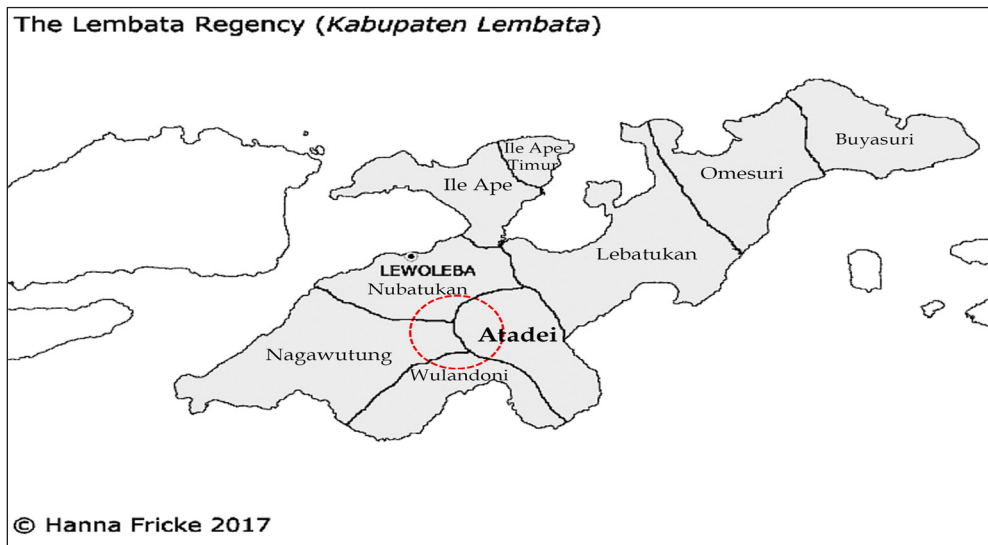 The Lembata Regency (Kabupaten Lembata)
Buyasuri
Ile Ape
Timur
Omesuri
Ile Ape
Lebatukan
LEWOLEBA
Nubatukan
Atadei
Nagawutung
Wulandoni
© Hanna Fricke 2017